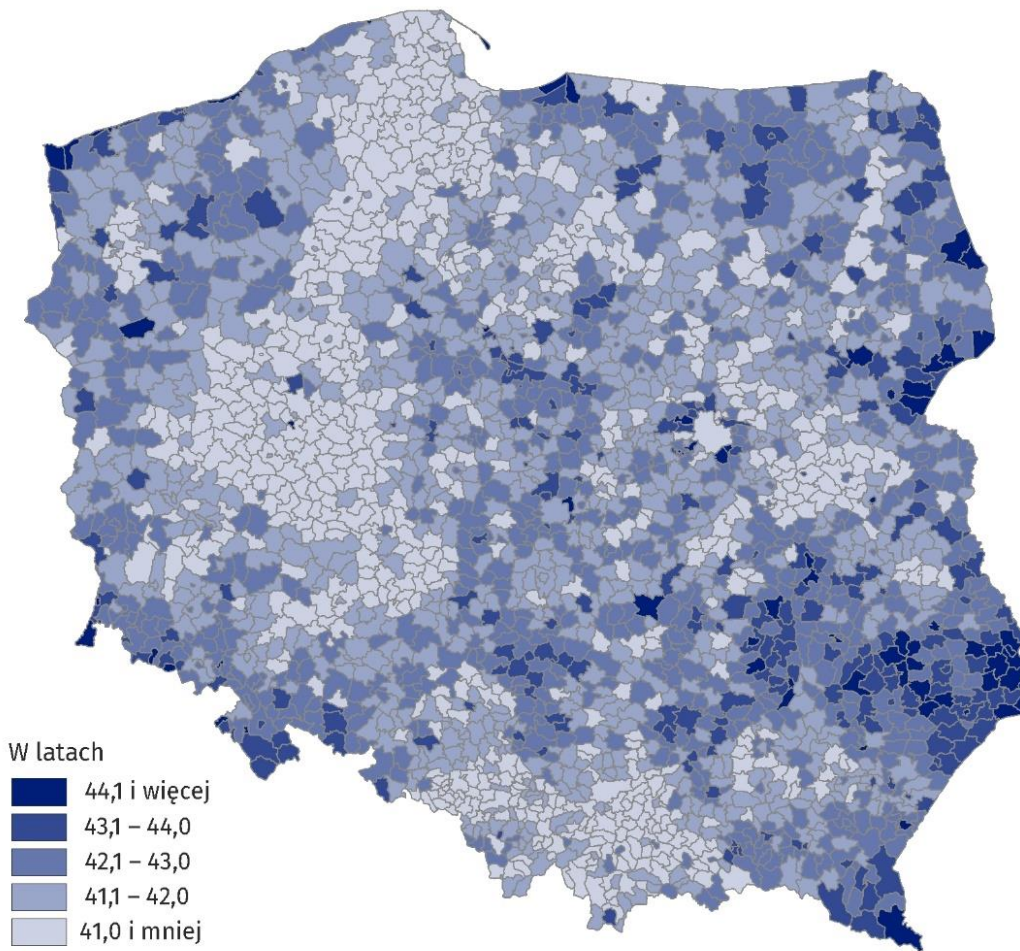 W latach
44,1 i więcej
43,1 – 44,0
42,1 – 43,0
41,1 – 42,0
41,0 i mniej